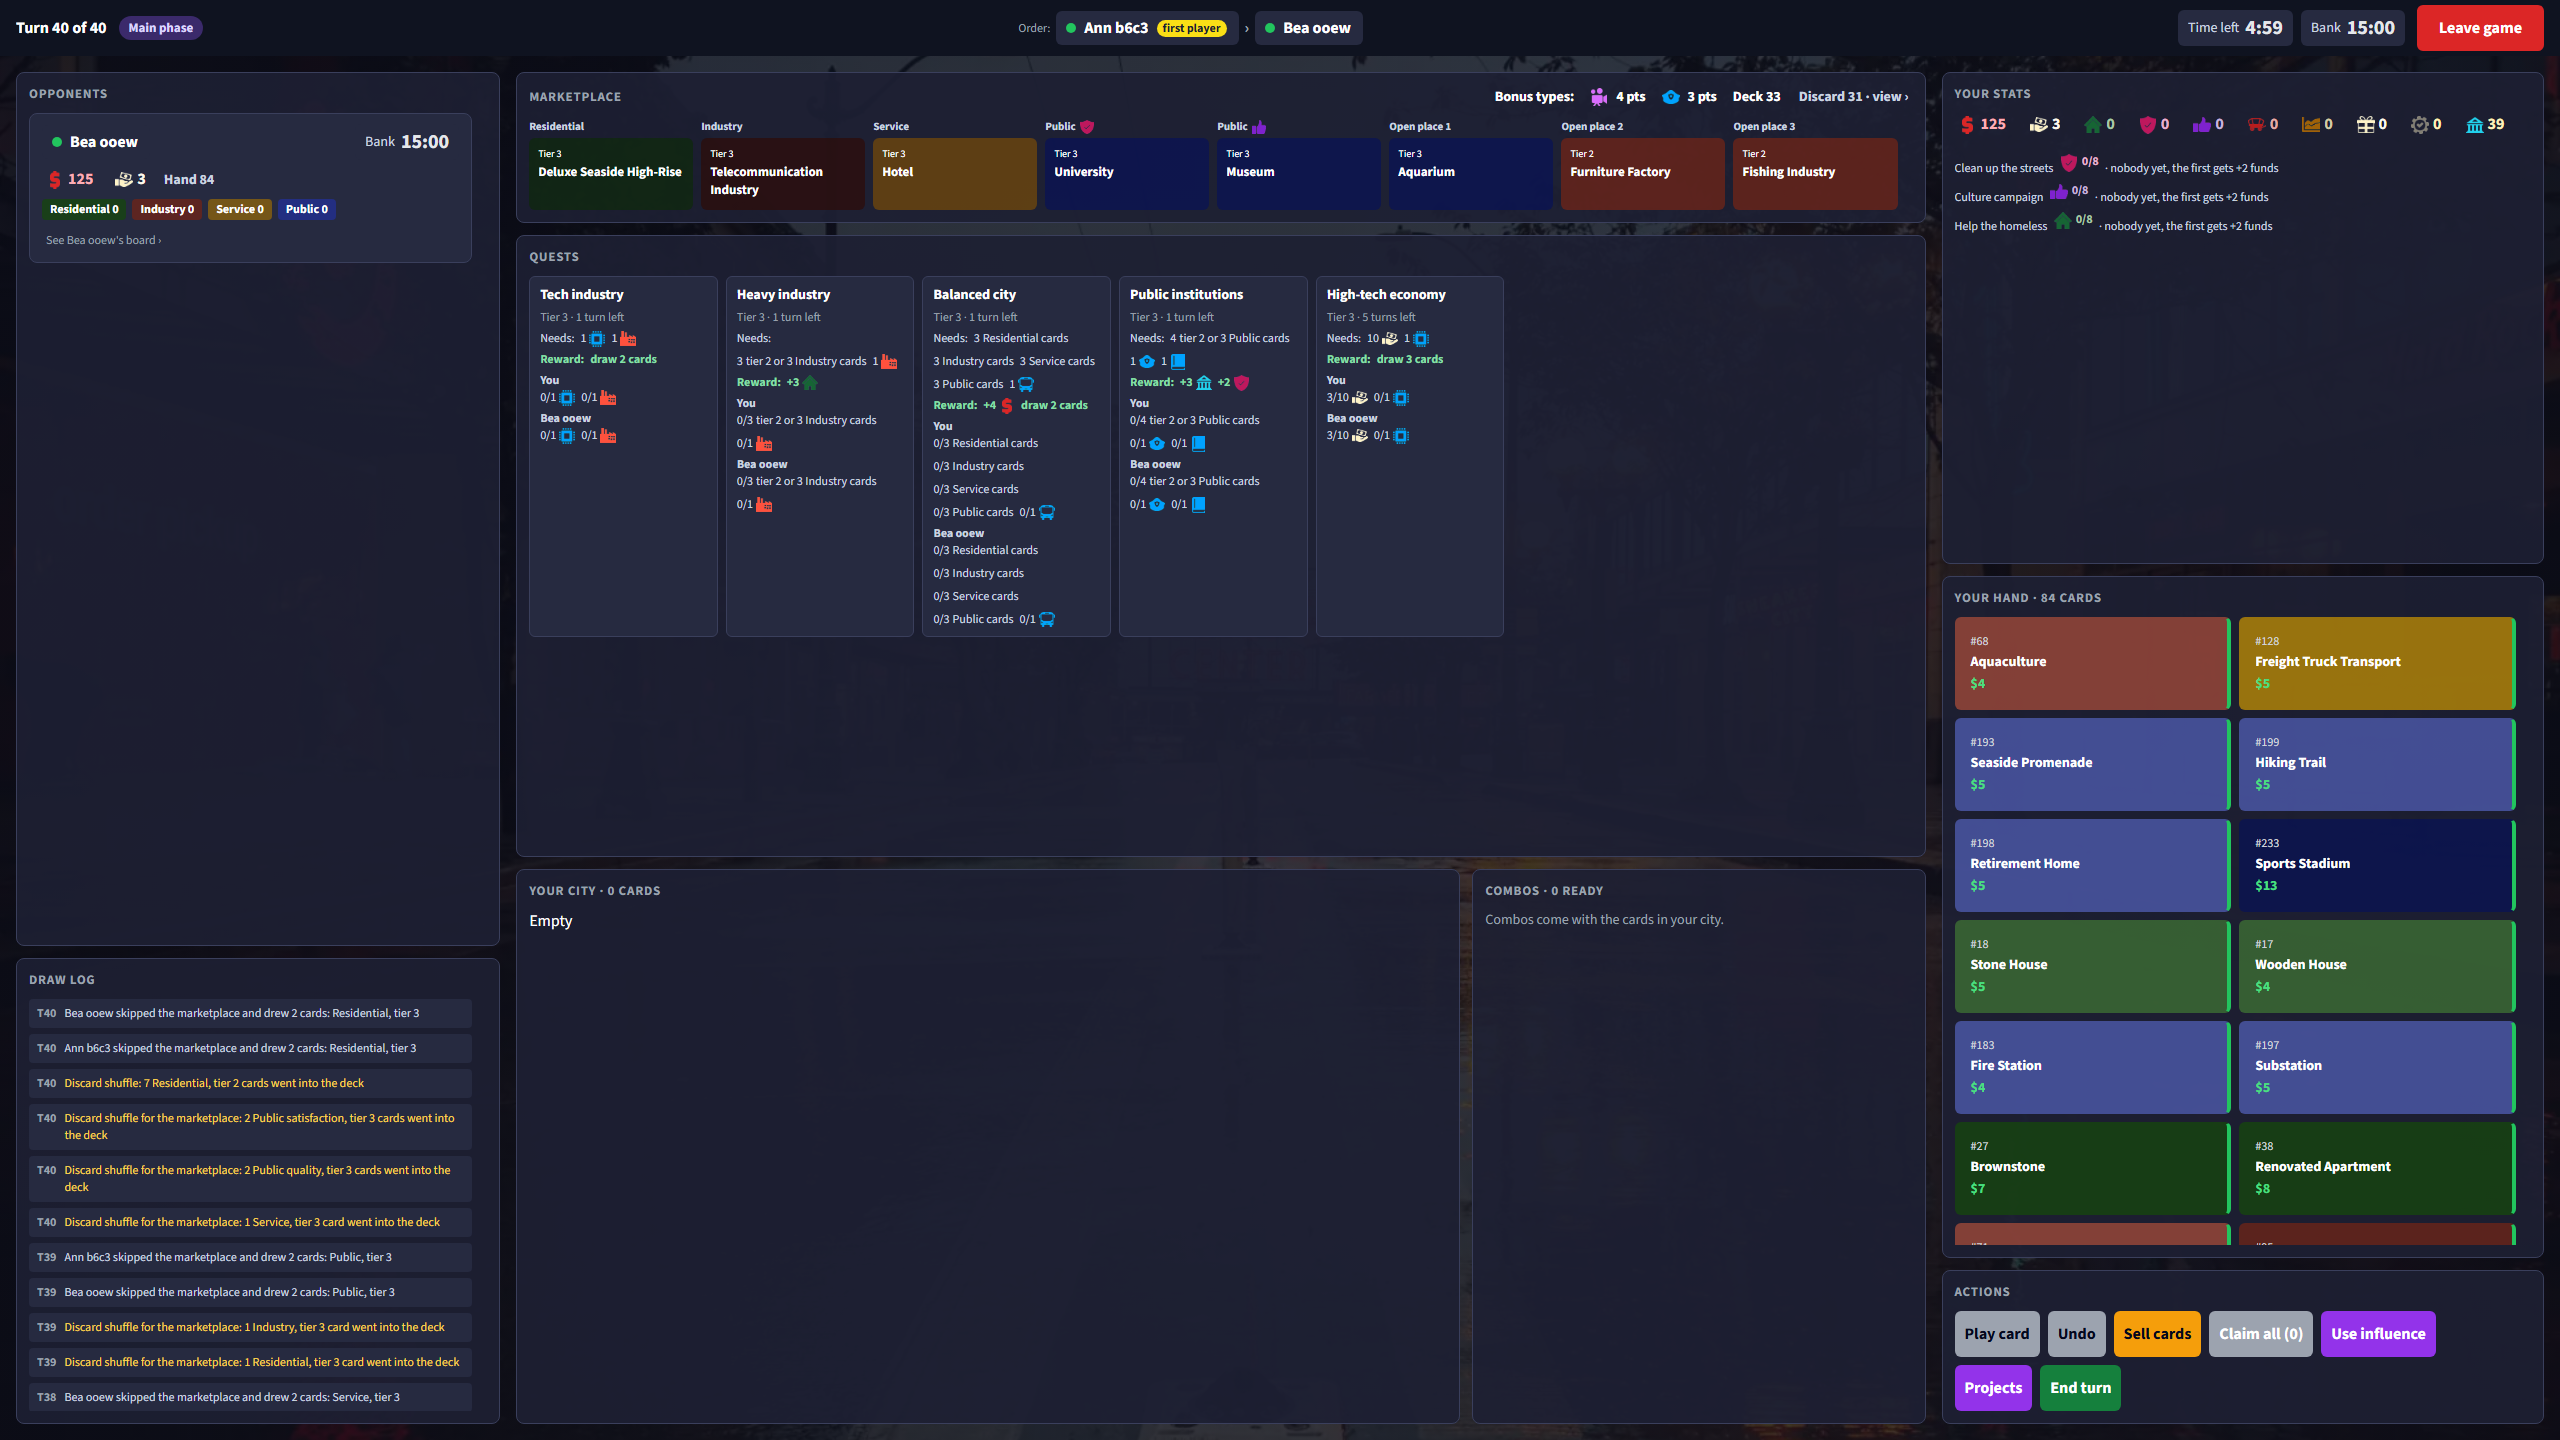 Turn 40 of 40
Main phase
Order:
Ann b6c3
first player
›
Bea ooew
Time left 4:59
Bank 15:00
Leave game
OPPONENTS
Bea ooew
Bank 15:00
125
3
Hand 84
Residential 0
Industry 0
Service 0
Public 0
See Bea ooew's board ›
DRAW LOG
T40 Bea ooew skipped the marketplace and drew 2 cards: Residential, tier 3
T40 Ann b6c3 skipped the marketplace and drew 2 cards: Residential, tier 3
T40 Discard shuffle: 7 Residential, tier 2 cards went into the deck
T40 Discard shuffle for the marketplace: 2 Public satisfaction, tier 3 cards went into
the deck
T40 Discard shuffle for the marketplace: 2 Public quality, tier 3 cards went into the
deck
T40 Discard shuffle for the marketplace: 1 Service, tier 3 card went into the deck
T39 Ann b6c3 skipped the marketplace and drew 2 cards: Public, tier 3
T39 Bea ooew skipped the marketplace and drew 2 cards: Public, tier 3
T39 Discard shuffle for the marketplace: 1 Industry, tier 3 card went into the deck
T39 Discard shuffle for the marketplace: 1 Residential, tier 3 card went into the deck
T38 Bea ooew skipped the marketplace and drew 2 cards: Service, tier 3
MARKETPLACE
Bonus types:
4 pts
3 pts
Deck 33
Discard 31 · view ›
Residential
Tier 3
Deluxe Seaside High-Rise
Industry
Tier 3
Telecommunication
Industry
Service
Tier 3
Hotel
Public
Tier 3
University
Public
Tier 3
Museum
Open place 1
Tier 3
Aquarium
Open place 2
Tier 2
Furniture Factory
Open place 3
Tier 2
Fishing Industry
QUESTS
Tech industry
Tier 3 · 1 turn left
Needs: 1 1
Reward: draw 2 cards
You
0/1 0/1
Bea ooew
0/1 0/1
Heavy industry
Tier 3 · 1 turn left
Needs:
3 tier 2 or 3 Industry cards 1
Reward: +3
You
0/3 tier 2 or 3 Industry cards
0/1
Bea ooew
0/3 tier 2 or 3 Industry cards
0/1
Balanced city
Tier 3 · 1 turn left
Needs: 3 Residential cards
3 Industry cards 3 Service cards
3 Public cards 1
Reward: +4 draw 2 cards
You
0/3 Residential cards
0/3 Industry cards
0/3 Service cards
0/3 Public cards 0/1
Bea ooew
0/3 Residential cards
0/3 Industry cards
0/3 Service cards
0/3 Public cards 0/1
Public institutions
Tier 3 · 1 turn left
Needs: 4 tier 2 or 3 Public cards
1 1
Reward: +3 +2
You
0/4 tier 2 or 3 Public cards
0/1 0/1
Bea ooew
0/4 tier 2 or 3 Public cards
0/1 0/1
High-tech economy
Tier 3 · 5 turns left
Needs: 10 1
Reward: draw 3 cards
You
3/10 0/1
Bea ooew
3/10 0/1
YOUR CITY · 0 CARDS
Empty
COMBOS · 0 READY
Combos come with the cards in your city.
YOUR STATS
125 3 0 0 0 0 0 0 0 39
Clean up the streets 0/8 · nobody yet, the first gets +2 funds
Culture campaign 0/8 · nobody yet, the first gets +2 funds
Help the homeless 0/8 · nobody yet, the first gets +2 funds
YOUR HAND · 84 CARDS
#68
Aquaculture
$4
#128
Freight Truck Transport
$5
#193
Seaside Promenade
$5
#199
Hiking Trail
$5
#198
Retirement Home
$5
#233
Sports Stadium
$13
#18
Stone House
$5
#17
Wooden House
$4
#183
Fire Station
$4
#197
Substation
$5
#27
Brownstone
$7
#38
Renovated Apartment
$8
ACTIONS
Play card
Undo
Sell cards
Claim all (0)
Use influence
Projects
End turn